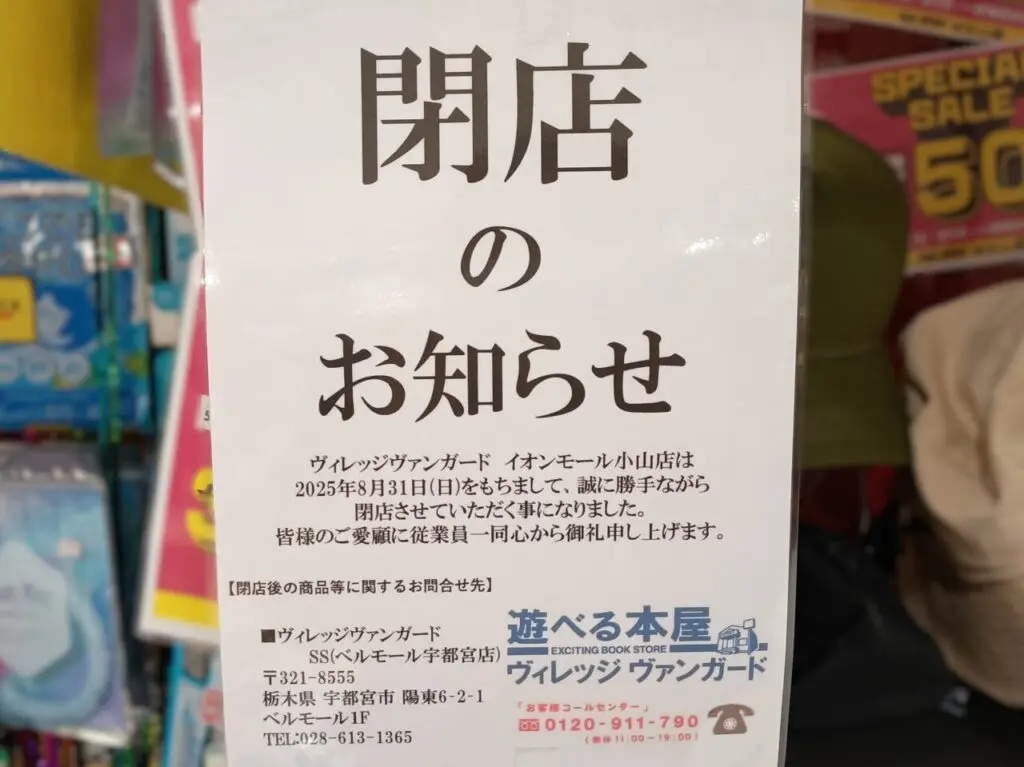 閉店
の
お知らせ
ヴィレッジヴァンガード イオンモール小山店は
2025年8月31日(日)をもちまして、誠に勝手ながら
閉店させていただく事になりました。
皆様のご愛顧に従業員一同心から御礼申し上げます。
【閉店後の商品等に関するお問合せ先】
■ヴィレッジヴァンガード
SS(ベルモール宇都宮店)
〒321-8555
栃木県 宇都宮市 陽東6-2-1
ベルモール1F
TEL:028-613-1365
遊べる本屋
EXCITING BOOK STORE
ヴィレッジ ヴァンガード
「お客様コールセンター」
0120-911-790
(無休11:00〜19:00)
SPECIAL
SALE
50